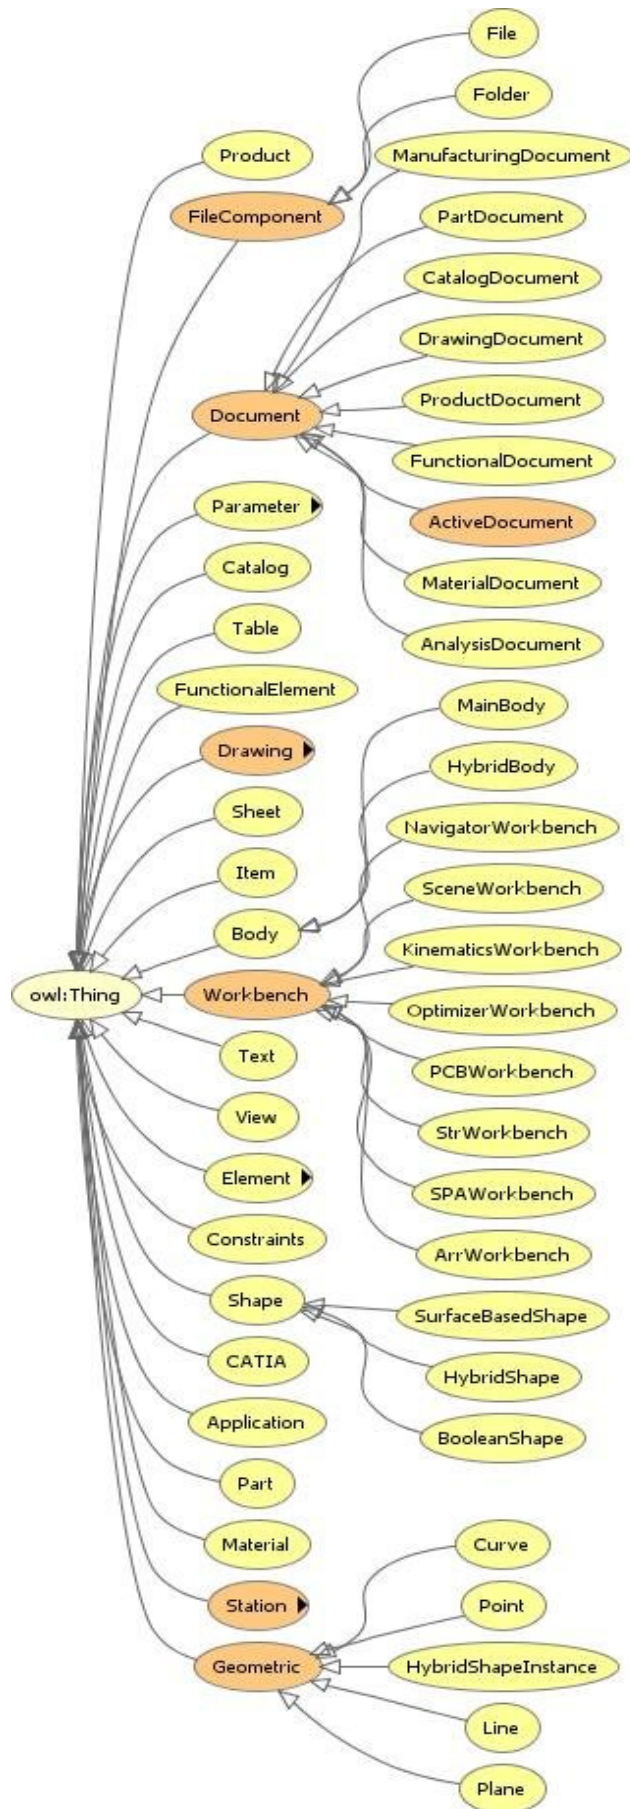 File
Folder
Product
ManufacturingDocument
FileComponent
PartDocument
CatalogDocument
DrawingDocument
ProductDocument
Document
FunctionalDocument
Parameter
ActiveDocument
Catalog
MaterialDocument
Table
AnalysisDocument
FunctionalElement
MainBody
Drawing
HybridBody
Sheet
NavigatorWorkbench
Item
SceneWorkbench
Body
KinematicsWorkbench
owl:Thing
Workbench
OptimizerWorkbench
Text
PCBWorkbench
View
StrWorkbench
Element
SPAWorkbench
Constraints
ArrWorkbench
Shape
SurfaceBasedShape
CATIA
HybridShape
Application
BooleanShape
Part
Material
Curve
Station
Point
Geometric
HybridShapeInstance
Line
Plane